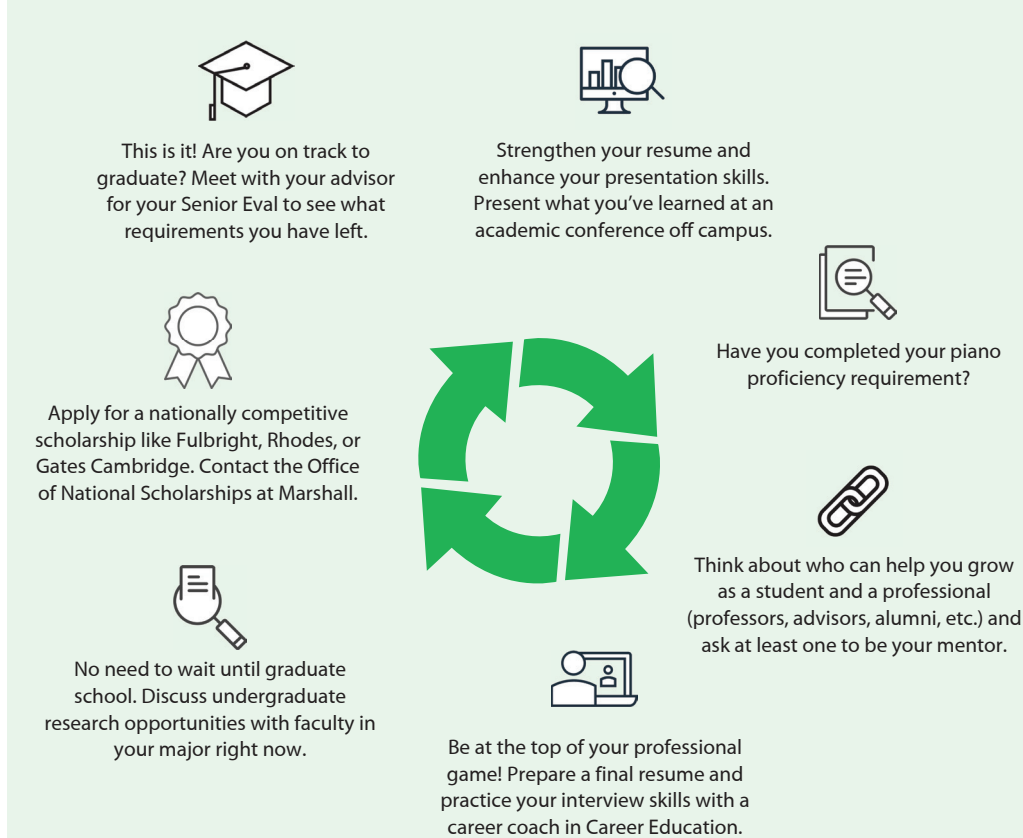 This is it! Are you on track to
graduate? Meet with your advisor
for your Senior Eval to see what
requirements you have left.
Strengthen your resume and
enhance your presentation skills.
Present what you’ve learned at an
academic conference off campus.
Have you completed your piano
proficiency requirement?
Apply for a nationally competitive
scholarship like Fulbright, Rhodes, or
Gates Cambridge. Contact the Office
of National Scholarships at Marshall.
Think about who can help you grow
as a student and a professional
(professors, advisors, alumni, etc.) and
ask at least one to be your mentor.
No need to wait until graduate
school. Discuss undergraduate
research opportunities with faculty in
your major right now.
Be at the top of your professional
game! Prepare a final resume and
practice your interview skills with a
career coach in Career Education.